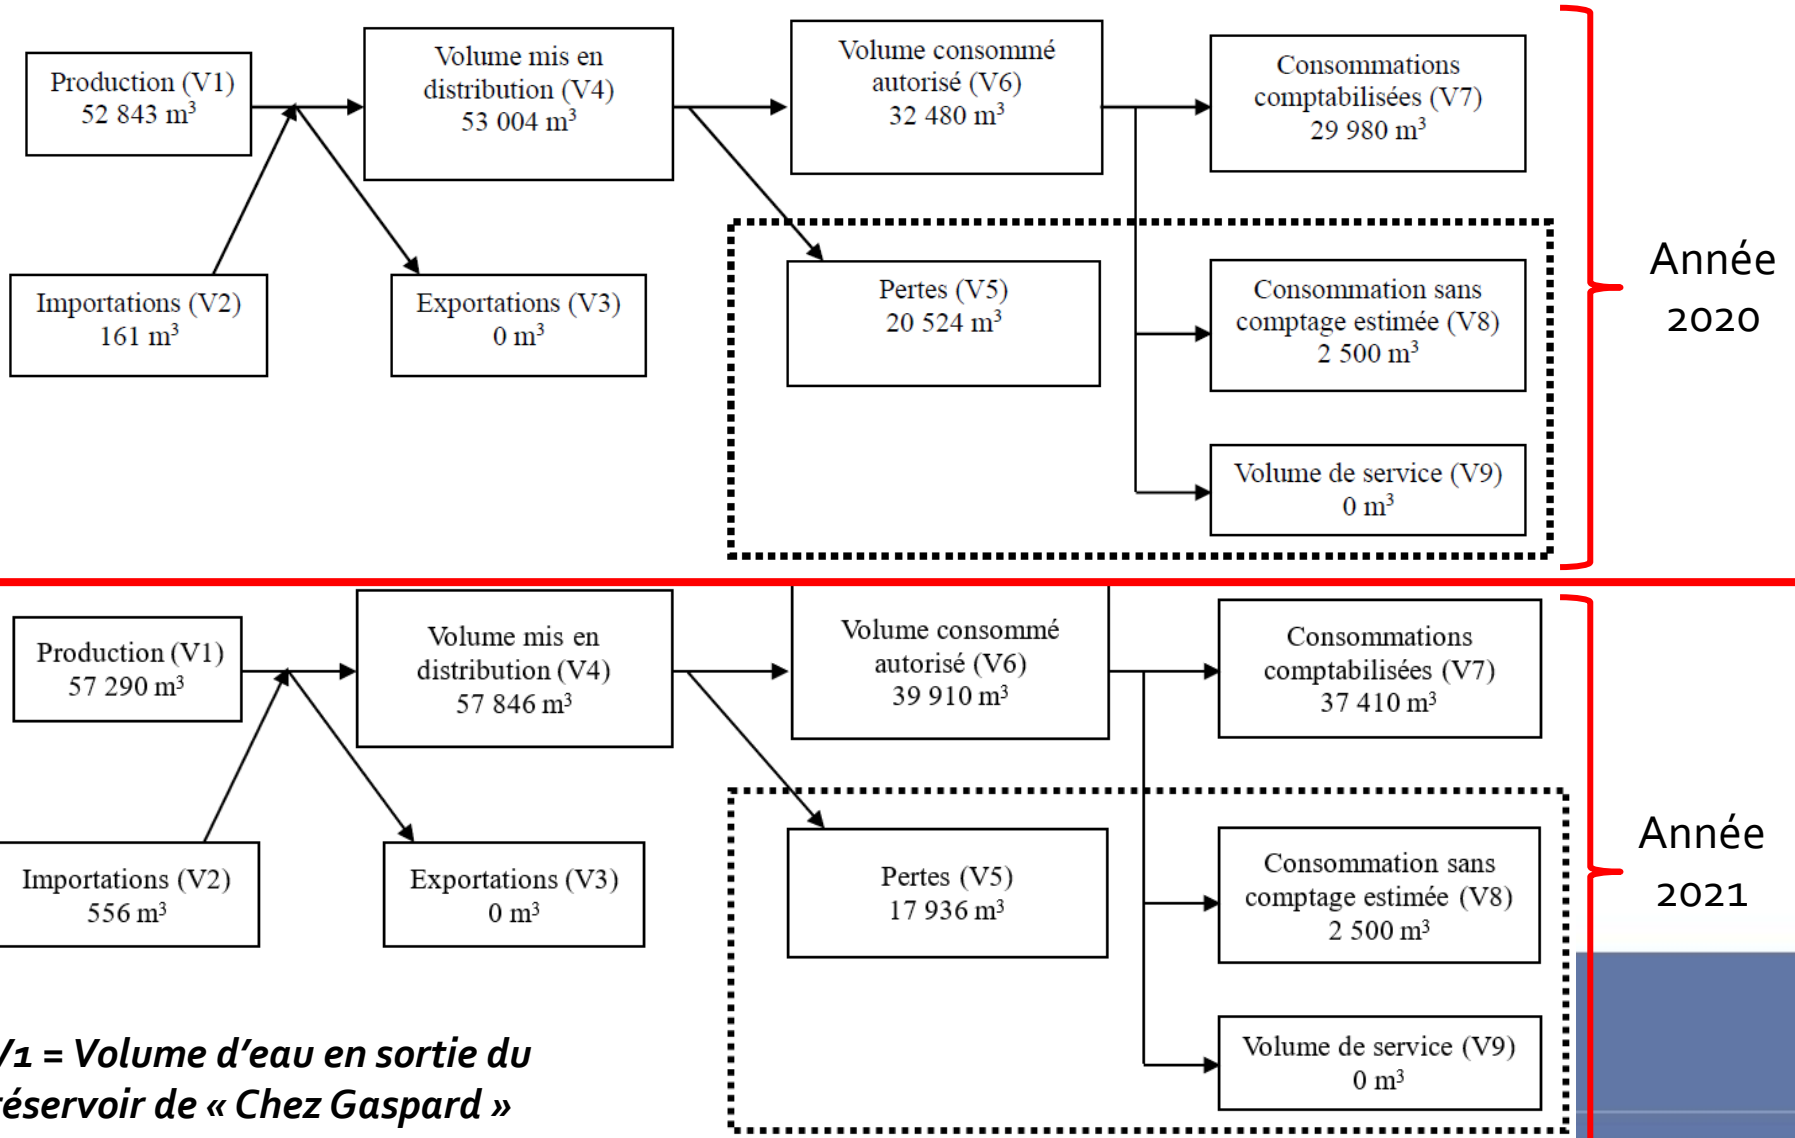 Production (V1)
52 843 m³
Volume mis en
distribution (V4)
53 004 m³
Volume consommé
autorisé (V6)
32 480 m³
Consommations
comptabilisées (V7)
29 980 m³
Importations (V2)
161 m³
Exportations (V3)
0 m³
Pertes (V5)
20 524 m³
Consommation sans
comptage estimée (V8)
2 500 m³
Volume de service (V9)
0 m³
Année
2020
Production (V1)
57 290 m³
Volume mis en
distribution (V4)
57 846 m³
Volume consommé
autorisé (V6)
39 910 m³
Consommations
comptabilisées (V7)
37 410 m³
Importations (V2)
556 m³
Exportations (V3)
0 m³
Pertes (V5)
17 936 m³
Consommation sans
comptage estimée (V8)
2 500 m³
Volume de service (V9)
0 m³
Année
2021
V1 = Volume d'eau en sortie du
réservoir de « Chez Gaspard »